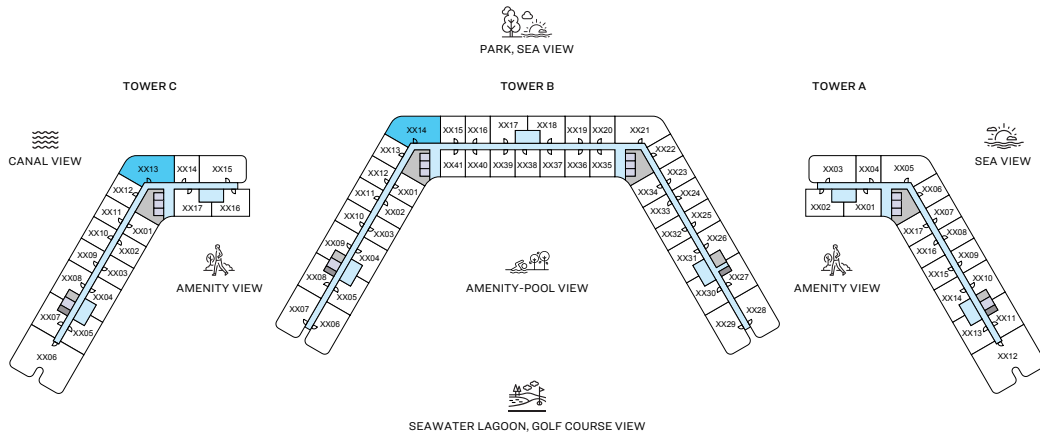 PARK, SEA VIEW
TOWER C
TOWER B
TOWER A
CANAL VIEW
SEA VIEW
XX13
XX14
XX15
XX12
XX11
XX10
XX09
XX08
XX07
XX06
XX01
XX02
XX03
XX04
XX05
XX17
XX16
AMENITY VIEW
XX14
XX15
XX16
XX17
XX18
XX19
XX20
XX21
XX13
XX12
XX11
XX10
XX09
XX08
XX07
XX06
XX01
XX02
XX03
XX04
XX05
XX41
XX40
XX39
XX38
XX37
XX36
XX35
XX22
XX23
XX24
XX25
XX26
XX27
XX28
XX34
XX33
XX32
XX31
XX30
XX29
AMENITY-POOL VIEW
XX03
XX04
XX05
XX02
XX01
XX06
XX07
XX08
XX09
XX10
XX11
XX12
XX17
XX16
XX15
XX14
XX13
AMENITY VIEW
SEAWATER LAGOON, GOLF COURSE VIEW